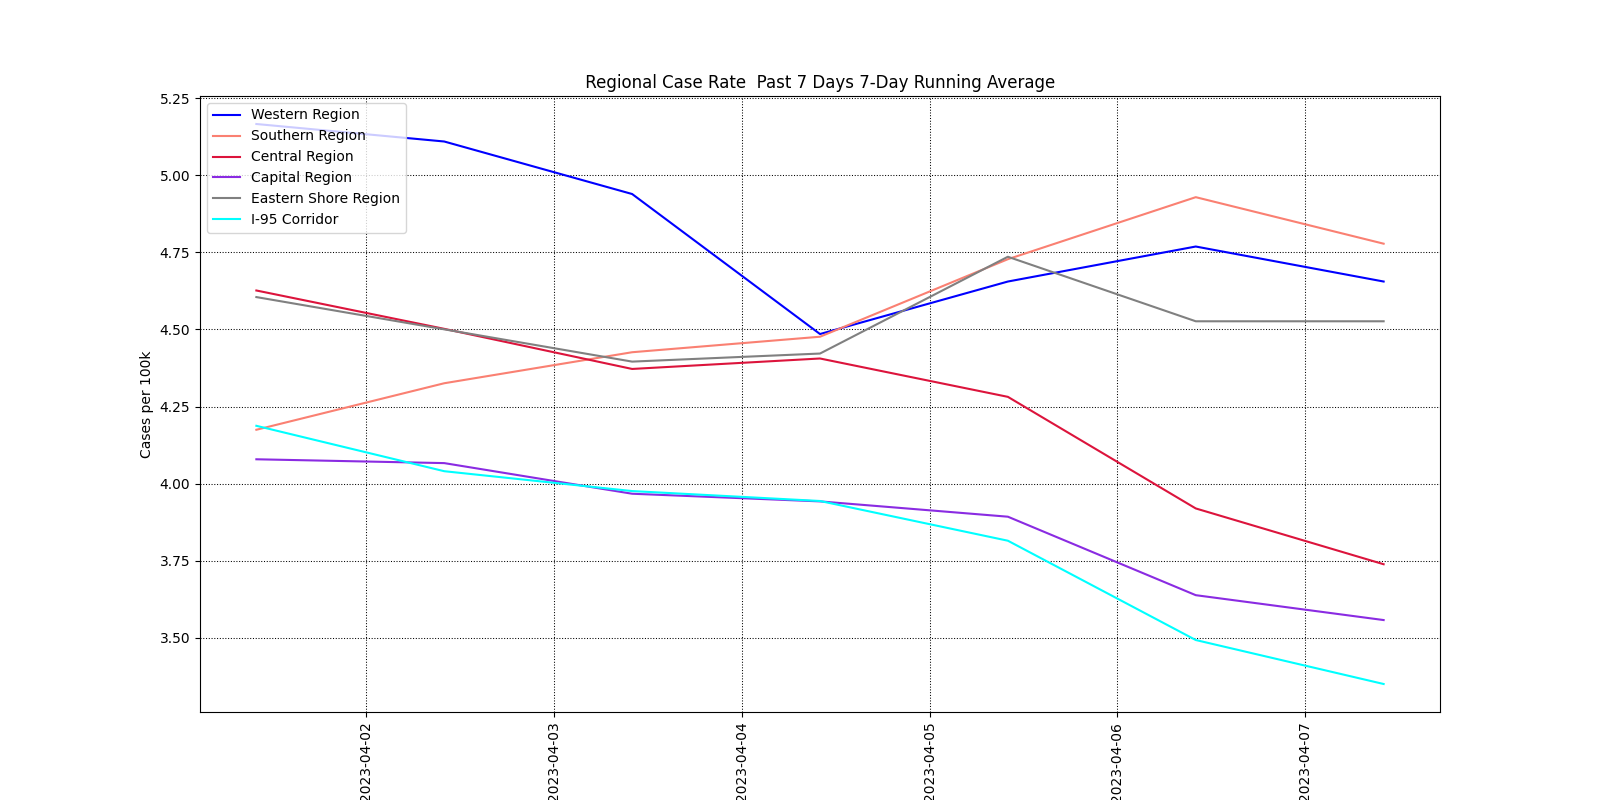 Regional Case Rate  Past 7 Days 7-Day Running Average
5.25
5.00
4.75
4.50
4.25
4.00
3.75
3.50
Cases per 100k
Western Region
Southern Region
Central Region
Capital Region
Eastern Shore Region
I-95 Corridor
2023-04-02
2023-04-03
2023-04-04
2023-04-05
2023-04-06
2023-04-07